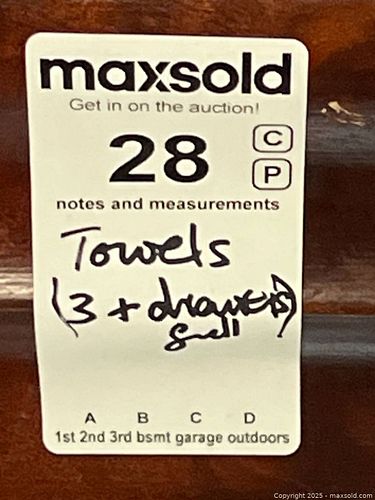 maxsold
Get in on the auction!
28
C
P
notes and measurements
Towels
(3 + drawers)
A B C D
1st 2nd 3rd bsmt garage outdoors
Copyright 2025 - maxsold.com